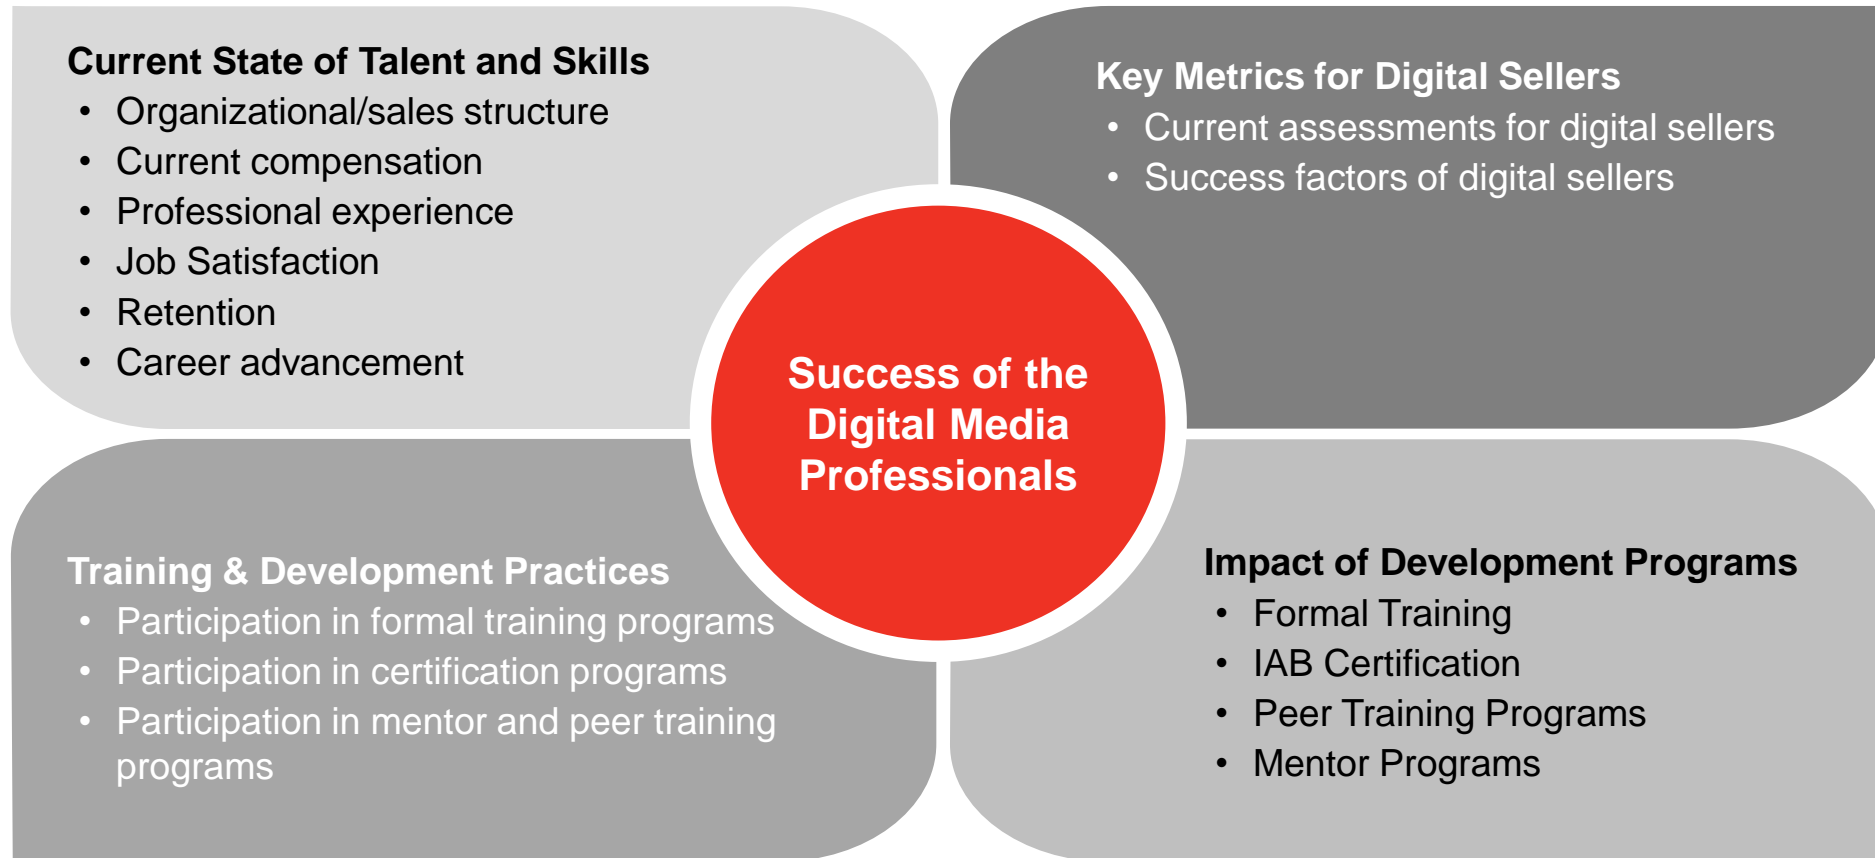 Current State of Talent and Skills
• Organizational/sales structure
• Current compensation
• Professional experience
• Job Satisfaction
• Retention
• Career advancement
Key Metrics for Digital Sellers
• Current assessments for digital sellers
• Success factors of digital sellers
Success of the
Digital Media
Professionals
Training & Development Practices
• Participation in formal training programs
• Participation in certification programs
• Participation in mentor and peer training
programs
Impact of Development Programs
• Formal Training
• IAB Certification
• Peer Training Programs
• Mentor Programs